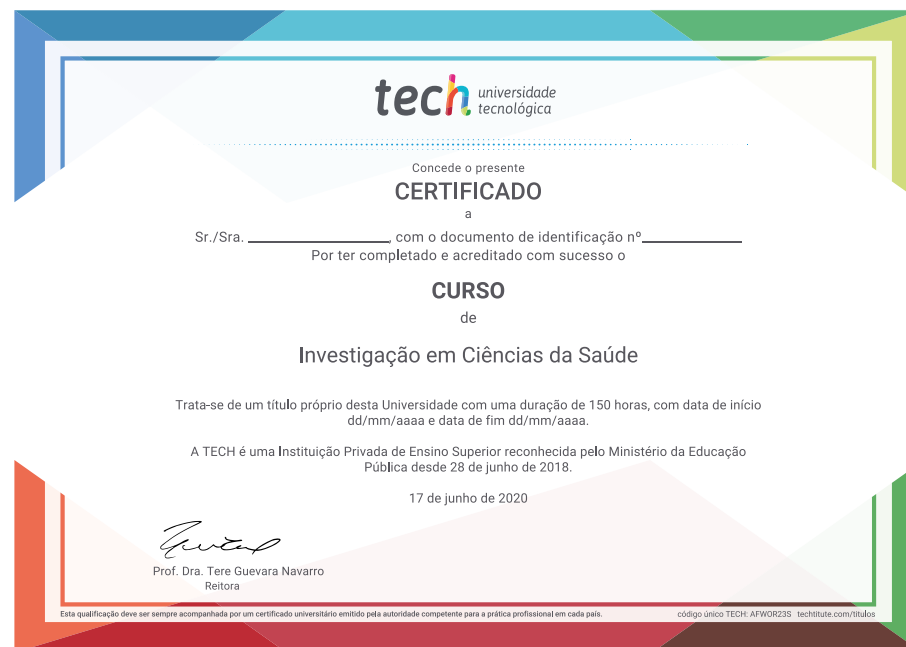 tech universidade
tecnológica
Concede o presente
CERTIFICADO
a
Sr./Sra. ____________________, com o documento de identificação nº______________
Por ter completado e acreditado com sucesso o
CURSO
de
Investigação em Ciências da Saúde
Trata-se de um título próprio desta Universidade com uma duração de 150 horas, com data de início
dd/mm/aaaa e data de fim dd/mm/aaaa.
A TECH é uma Instituição Privada de Ensino Superior reconhecida pelo Ministério da Educação
Pública desde 28 de junho de 2018.
17 de junho de 2020
Prof. Dra. Tere Guevara Navarro
Reitora
Esta qualificação deve ser sempre acompanhada por um certificado universitário emitido pela autoridade competente para a prática profissional em cada país.
código único TECH: AFWOR23S techtitute.com/titulos